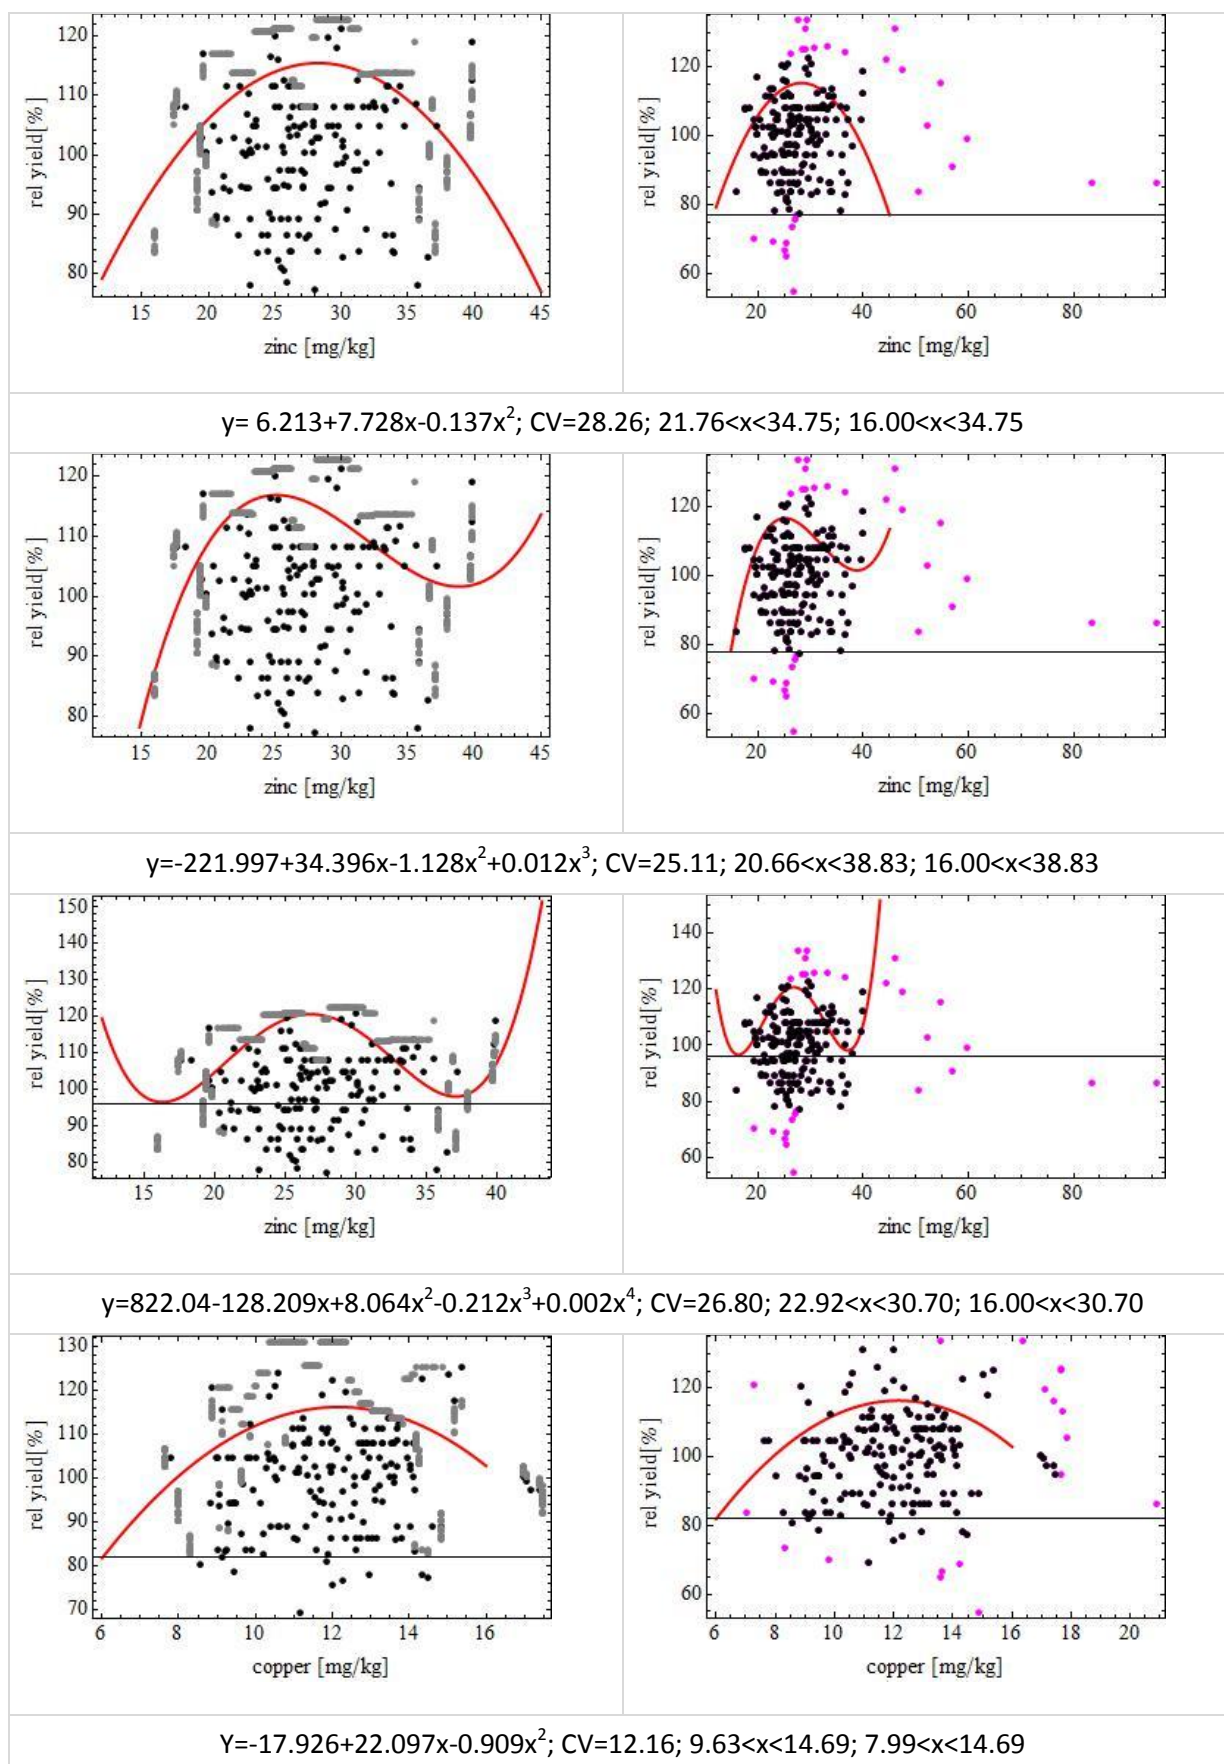 120
110
100
90
80
rel yield[%]
15 20 25 30 35 40 45
zinc [mg/kg]
120
100
80
60
rel yield[%]
20 40 60 80
zinc [mg/kg]
y= 6.213+7.728x-0.137x²; CV=28.26; 21.76<x<34.75; 16.00<x<34.75
120
110
100
90
80
rel yield[%]
15 20 25 30 35 40 45
zinc [mg/kg]
120
100
80
60
rel yield[%]
20 40 60 80
zinc [mg/kg]
y=-221.997+34.396x-1.128x²+0.012x³; CV=25.11; 20.66<x<38.83; 16.00<x<38.83
150
140
130
120
110
100
90
80
rel yield[%]
15 20 25 30 35 40
zinc [mg/kg]
140
120
100
80
60
rel yield[%]
20 40 60 80
zinc [mg/kg]
y=822.04-128.209x+8.064x²-0.212x³+0.002x⁴; CV=26.80; 22.92<x<30.70; 16.00<x<30.70
130
120
110
100
90
80
70
rel yield[%]
6 8 10 12 14 16
copper [mg/kg]
120
100
80
60
rel yield[%]
6 8 10 12 14 16 18 20
copper [mg/kg]
Y=-17.926+22.097x-0.909x²; CV=12.16; 9.63<x<14.69; 7.99<x<14.69